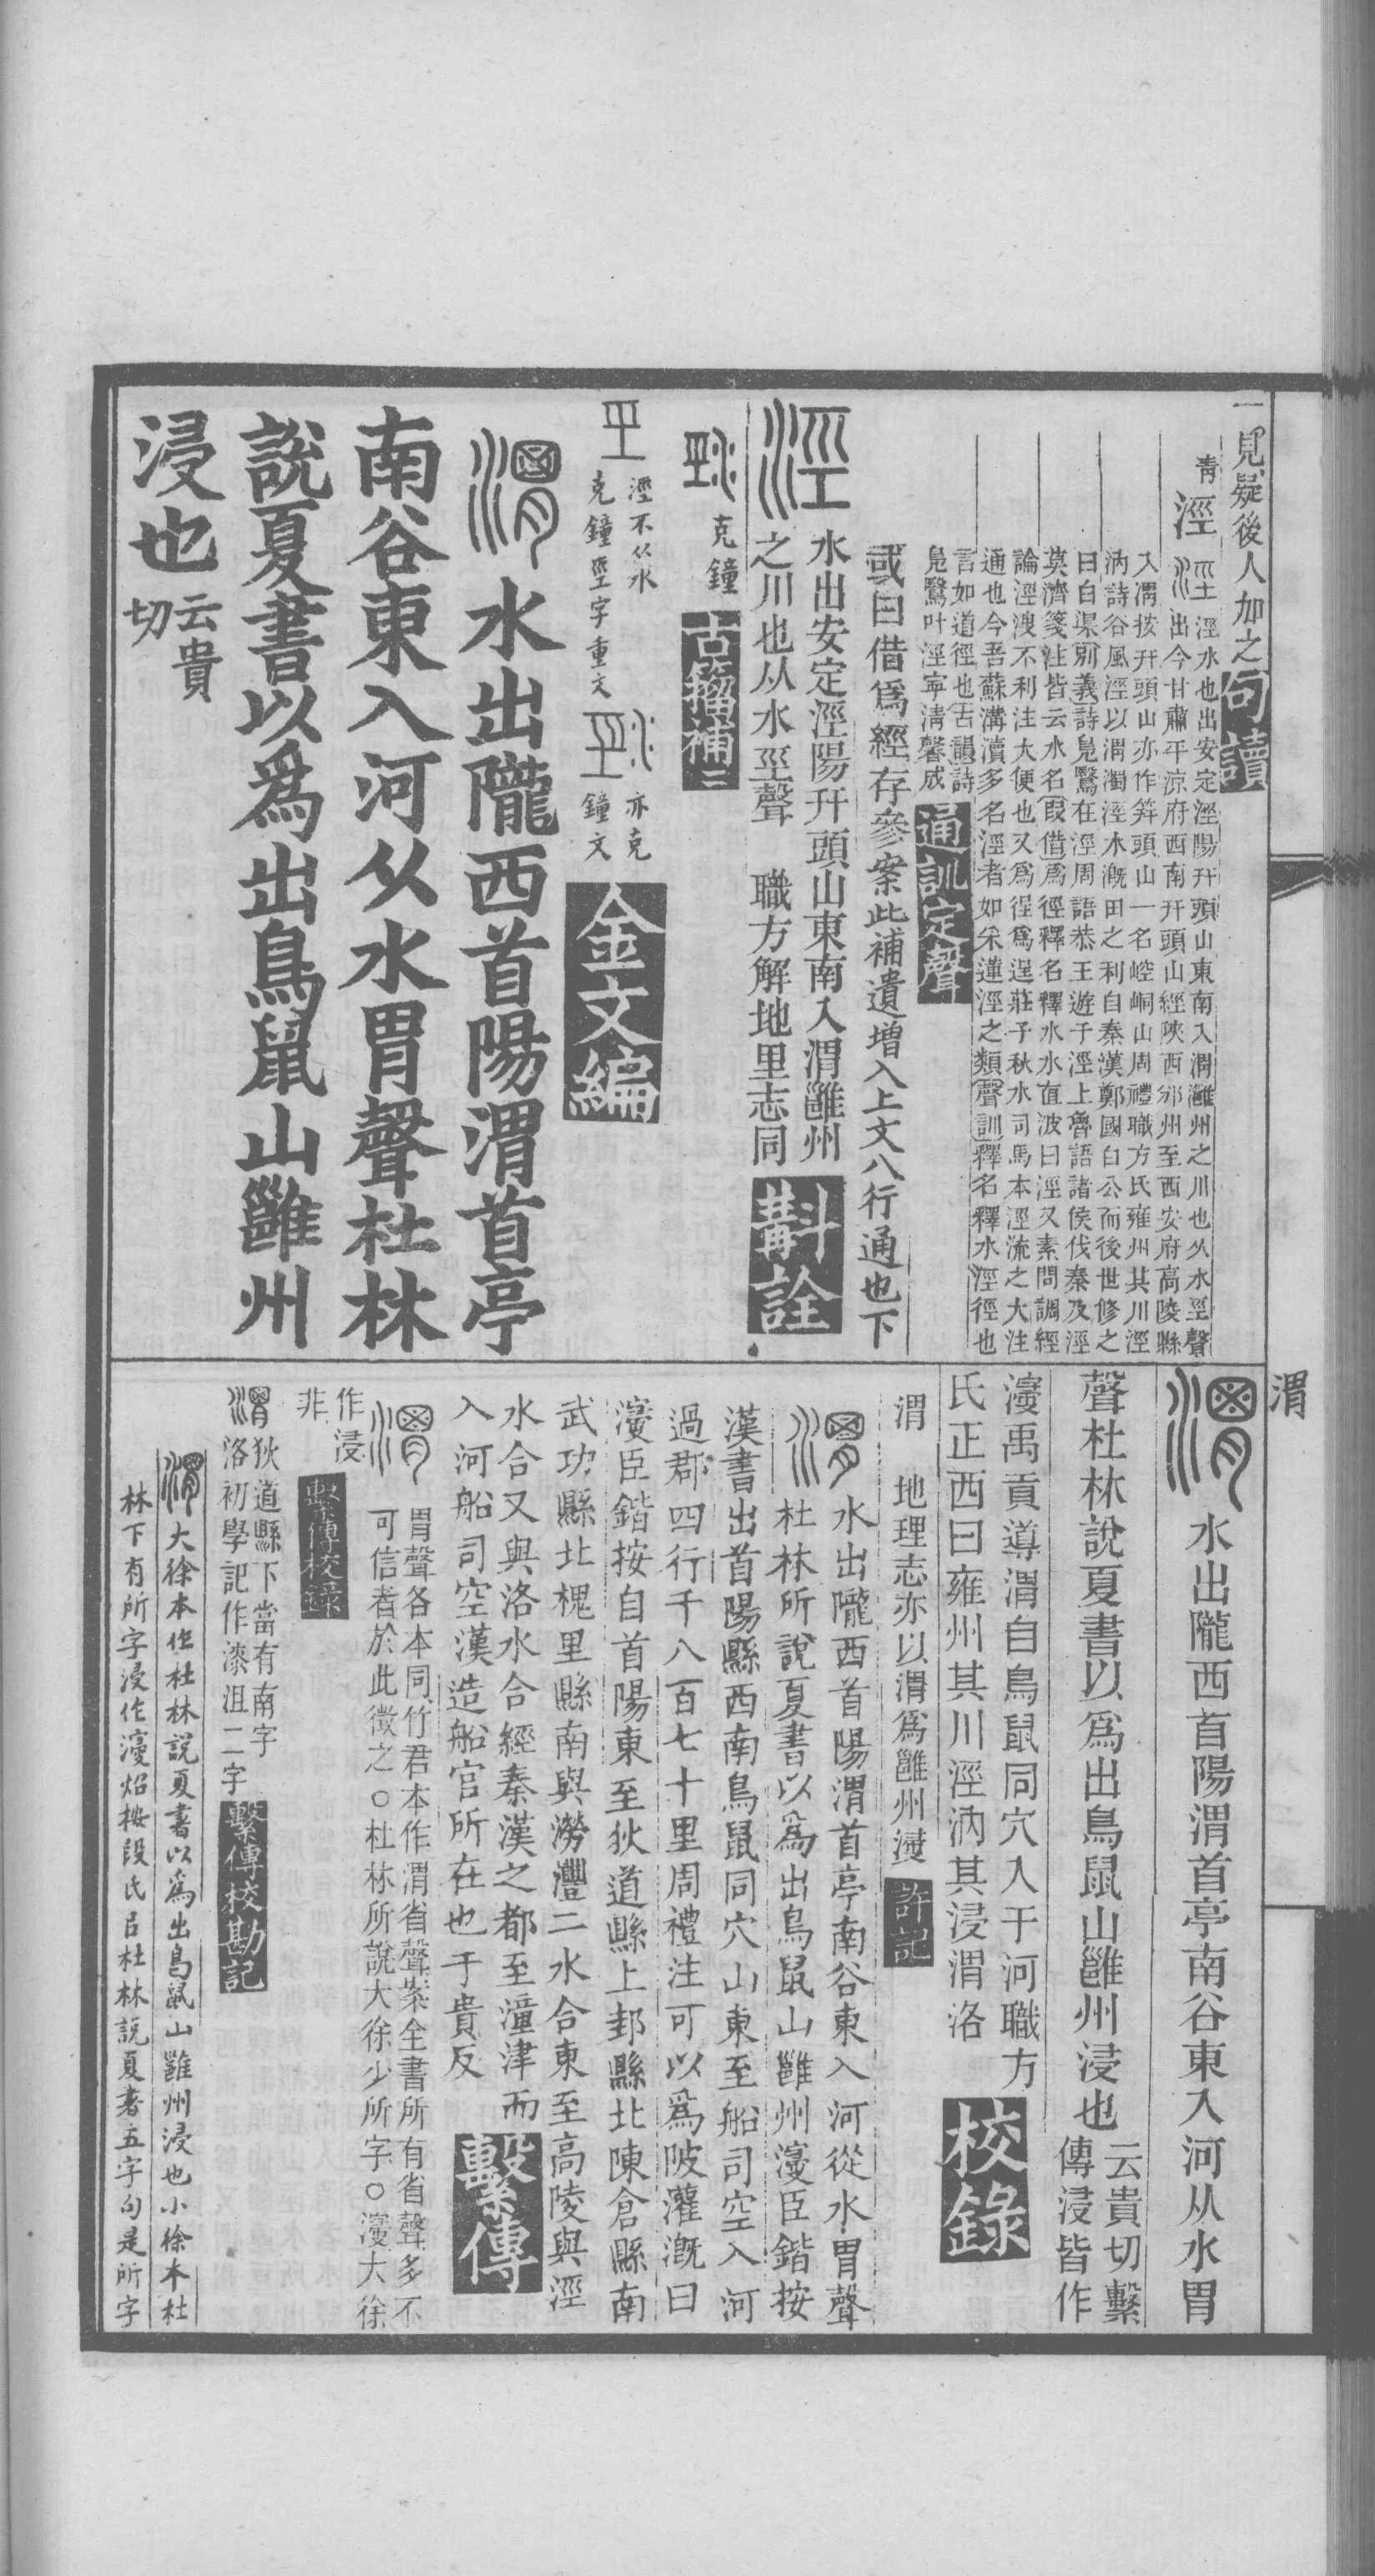 渭
一見疑後人加之句讀
青
涇
涇水也出安定涇陽幵頭山東南入渭雝州之川也从水巠聲
出今甘肅平涼府西南幵頭山經陝西邠州至西安府高陵縣
入渭按幵頭山亦作筓頭山一名崆峒山周禮職方氏雍州其川涇
汭詩谷風涇以渭濁涇水漑田之利自秦漢鄭國白公而後世修之
曰白渠別義詩鳧鷖在涇周語恭王遊于涇上魯語諸侯伐秦及涇
莫濟箋注皆云水名叚借爲徑釋名釋水水直波曰涇又素問調經
論涇溲不利注大便也又爲徎爲逞莊子秋水司馬本涇流之大注
通也今吾蘇溝瀆多名涇者如采蓮涇之類聲訓釋名釋水涇徑也
言如道徑也古韻詩
鳧鷖叶涇寧清馨成
通訓定聲
或曰借爲經存參案此補遺增入上文八行通也下
涇
水出安定涇陽幵頭山東南入渭雝州
之川也从水巠聲　職方解地里志同
斠詮
克鐘
古籀補二
涇不从水
克鐘巠字重文
亦克
鐘文
金文編
渭水出隴西首陽渭首亭
南谷東入河从水胃聲杜林
說夏書以爲出鳥鼠山雝州
浸也
云貴
切
渭水出隴西首陽渭首亭南谷東入河从水胃
聲杜林說夏書以爲出鳥鼠山雝州浸也
云貴切繫
傳浸皆作
濅禹貢導渭自鳥鼠同穴入于河職方
氏正西曰雍州其川涇汭其浸渭洛
校錄
渭　地理志亦以渭爲雝州濅
許記
渭
水出隴西首陽渭首亭南谷東入河從水胃聲
杜林所說夏書以爲出鳥鼠山雝州濅臣鍇按
漢書出首陽縣西南鳥鼠同穴山東至船司空入河
過郡四行千八百七十里周禮注可以爲陂灌漑曰
濅臣鍇按自首陽東至狄道縣上邽縣北陳倉縣南
武功縣北槐里縣南與澇灃二水合東至高陵與涇
水合又與洛水合經秦漢之都至潼津而
入河船司空漢造船官所在也于貴反
繫傳
渭
胃聲各本同竹君本作渭省聲案全書所有省聲多不
可信者於此徵之○杜林所說大徐少所字○濅大徐
作浸
非
繫傳校錄
渭
狄道縣下當有南字
洛初學記作漆沮二字
繫傳校勘記
渭大徐本作杜林說夏書以爲出鳥鼠山雝州浸也小徐本杜
林下有所字浸作濅炤按段氏㠯杜林說夏書五字句是所字